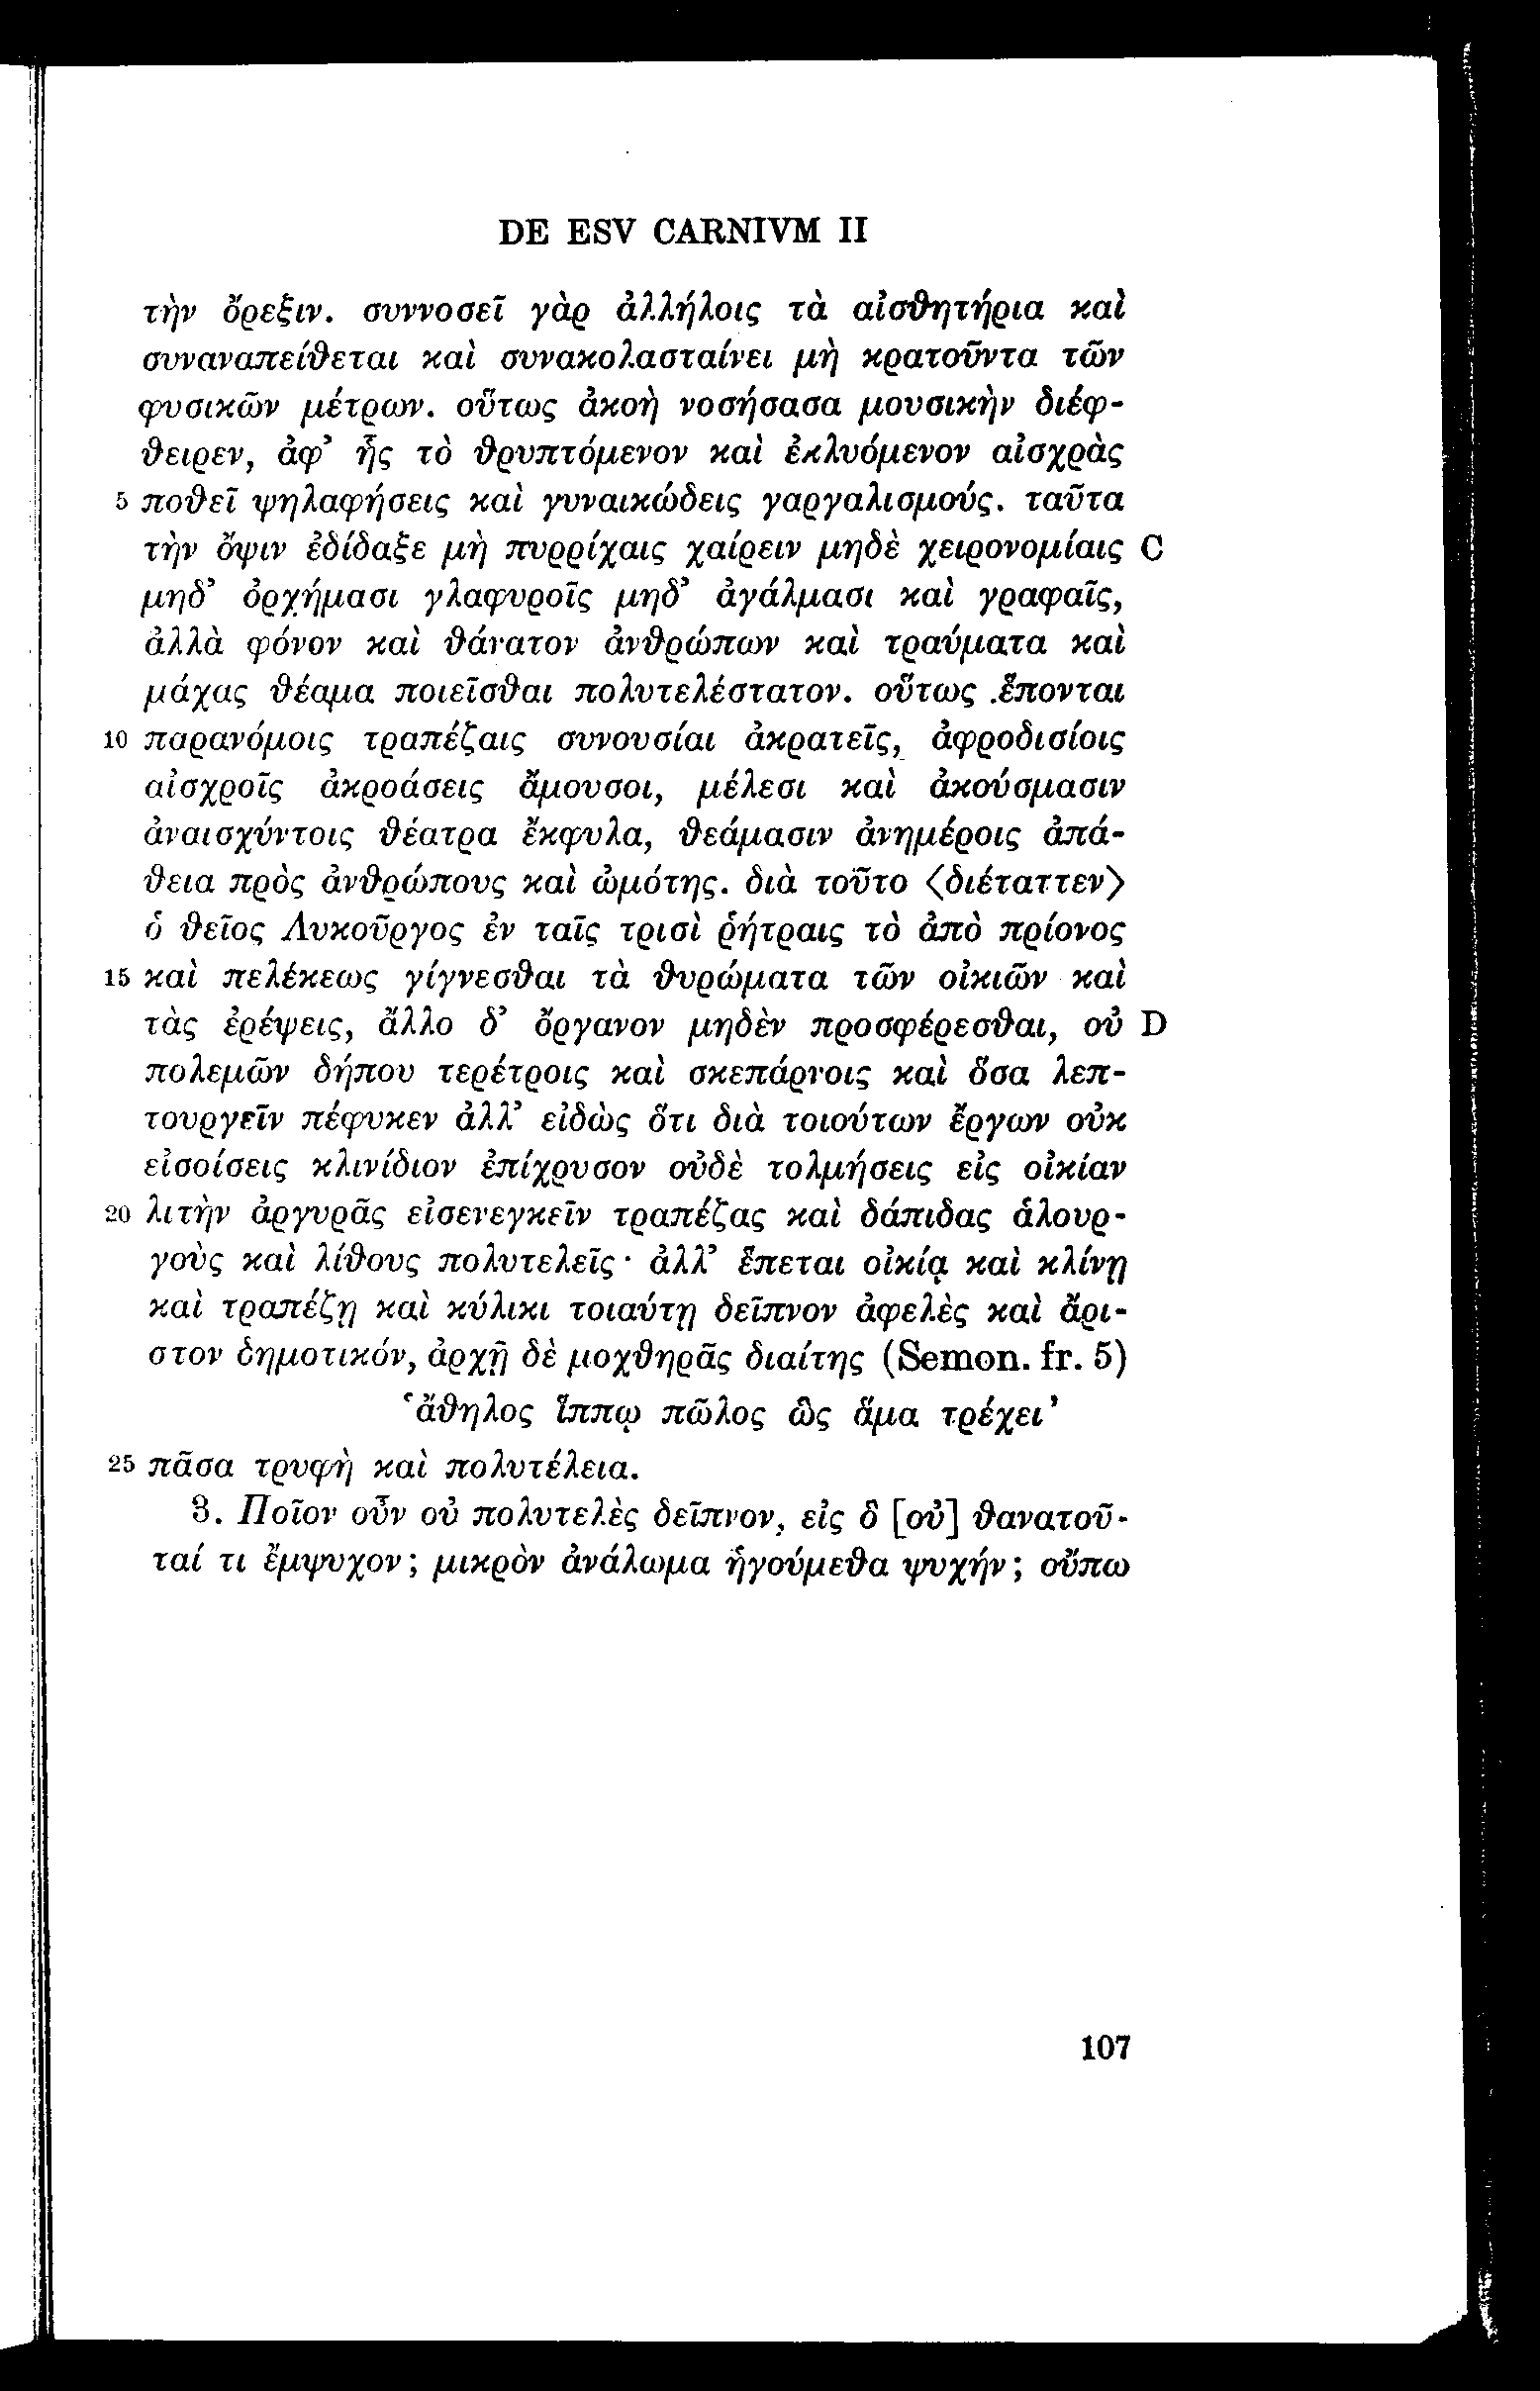 DE ESV CARNIVM II
τὴν ὄρεξιν. συννοσεῖ γὰρ ἀλλήλοις τὰ αἰσθητήρια καὶ
συναναπείθεται καὶ συνακολασταίνει μὴ κρατοῦντα τῶν
φυσικῶν μέτρων. οὕτως ἀκοὴ νοσήσασα μουσικὴν διέφ-
θειρεν, ἀφ’ ἧς τὸ θρυπτόμενον καὶ ἐκλυόμενον αἰσχρὰς
5 ποθεῖ ψηλαφήσεις καὶ γυναικώδεις γαργαλισμούς. ταῦτα
τὴν ὄψιν ἐδίδαξε μὴ πυρρίχαις χαίρειν μηδὲ χειρονομίαις C
μηδ’ ὀρχήμασι γλαφυροῖς μηδ’ ἀγάλμασι καὶ γραφαῖς,
ἀλλὰ φόνον καὶ θάνατον ἀνθρώπων καὶ τραύματα καὶ
μάχας θέαμα ποιεῖσθαι πολυτελέστατον. οὕτως ἕπονται
10 παρανόμοις τραπέζαις συνουσίαι ἀκρατεῖς, ἀφροδισίοις
αἰσχροῖς ἀκροάσεις ἄμουσοι, μέλεσι καὶ ἀκούσμασιν
ἀναισχύντοις θέατρα ἔκφυλα, θεάμασιν ἀνημέροις ἀπά-
θεια πρὸς ἀνθρώπους καὶ ὠμότης. διὰ τοῦτο ⟨διέταττεν⟩
ὁ θεῖος Λυκοῦργος ἐν ταῖς τρισὶ ῥήτραις τὸ ἀπὸ πρίονος
15 καὶ πελέκεως γίγνεσθαι τὰ θυρώματα τῶν οἰκιῶν καὶ
τὰς ἐρέψεις, ἄλλο δ’ ὄργανον μηδὲν προσφέρεσθαι, οὐ D
πολεμῶν δήπου τερέτροις καὶ σκεπάρνοις καὶ ὅσα λεπ-
τουργεῖν πέφυκεν ἀλλ’ εἰδὼς ὅτι διὰ τοιούτων ἔργων οὐκ
εἰσοίσεις κλινίδιον ἐπίχρυσον οὐδὲ τολμήσεις εἰς οἰκίαν
20 λιτὴν ἀργυρᾶς εἰσενεγκεῖν τραπέζας καὶ δάπιδας ἁλουρ-
γοὺς καὶ λίθους πολυτελεῖς· ἀλλ’ ἕπεται οἰκίᾳ καὶ κλίνῃ
καὶ τραπέζῃ καὶ κύλικι τοιαύτῃ δεῖπνον ἀφελὲς καὶ ἄρι-
στον δημοτικόν, ἀρχῇ δὲ μοχθηρᾶς διαίτης (Semon. fr. 5)
‘ἄθηλος ἵππῳ πῶλος ὣς ἅμα τρέχει’
25 πᾶσα τρυφὴ καὶ πολυτέλεια.
3. Ποῖον οὖν οὐ πολυτελὲς δεῖπνον, εἰς ὃ [οὐ] θανατοῦ-
ταί τι ἔμψυχον; μικρὸν ἀνάλωμα ἡγούμεθα ψυχήν; οὔπω
107